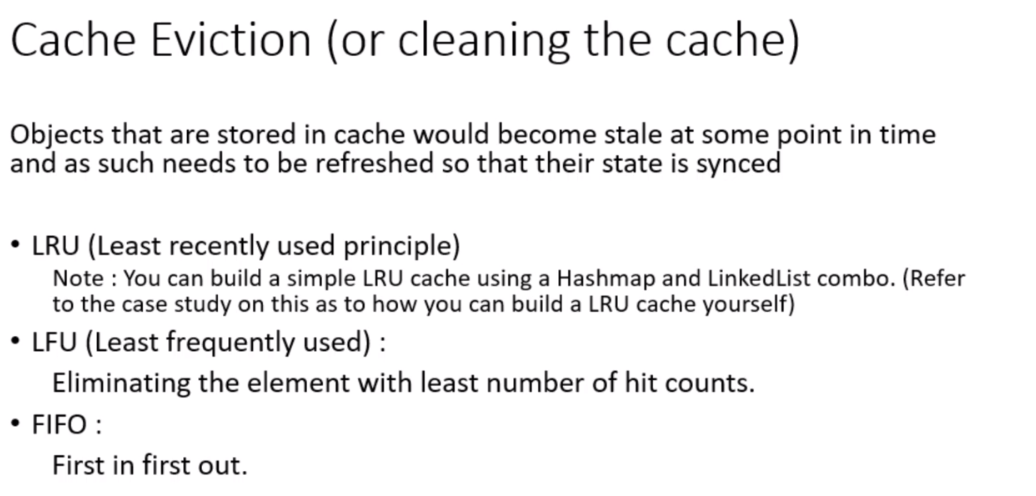 Cache Eviction (or cleaning the cache)
Objects that are stored in cache would become stale at some point in time
and as such needs to be refreshed so that their state is synced
• LRU (Least recently used principle)
Note : You can build a simple LRU cache using a Hashmap and LinkedList combo. (Refer
to the case study on this as to how you can build a LRU cache yourself)
• LFU (Least frequently used) :
Eliminating the element with least number of hit counts.
• FIFO :
First in first out.